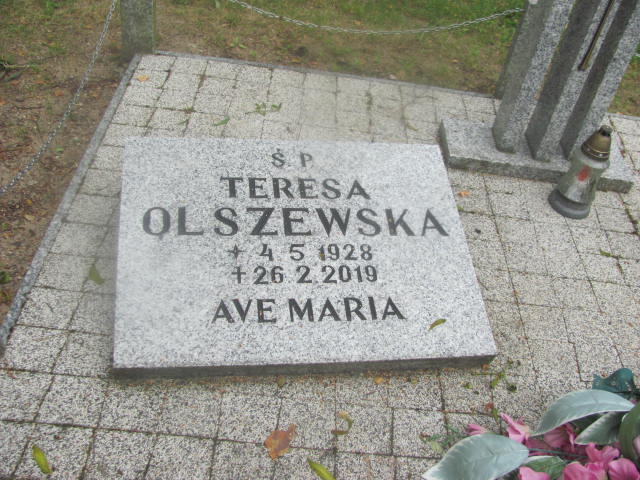 Ś P
TERESA
OLSZEWSKA
* 4 5 1928
+ 26 2 2019
AVE MARIA